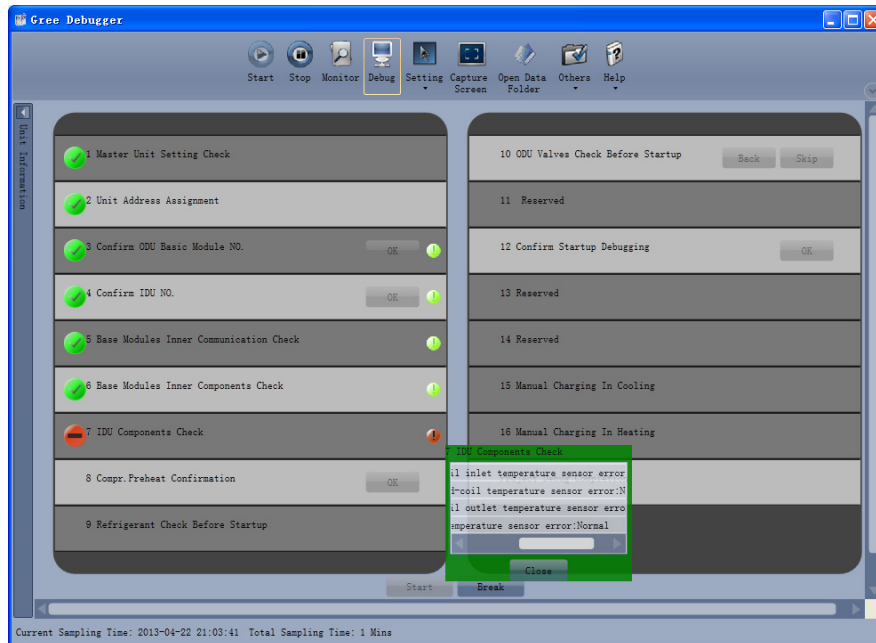 Gree Debugger
Start Stop Monitor Debug Setting Capture Screen Open Data Folder Others Help
Unit Information
1 Master Unit Setting Check
2 Unit Address Assignment
3 Confirm ODU Basic Module NO. OK
4 Confirm IDU NO. OK
5 Base Modules Inner Communication Check
6 Base Modules Inner Components Check
7 IDU Components Check
8 Compr.Preheat Confirmation OK
9 Refrigerant Check Before Startup
10 ODU Valves Check Before Startup Back Skip
11 Reserved
12 Confirm Startup Debugging OK
13 Reserved
14 Reserved
15 Manual Charging In Cooling
16 Manual Charging In Heating
7 IDU Components Check
il inlet temperature sensor error
d-coil temperature sensor error:N
il outlet temperature sensor erro
emperature sensor error:Normal
Close
Start Break
Current Sampling Time: 2013-04-22 21:03:41 Total Sampling Time: 1 Mins